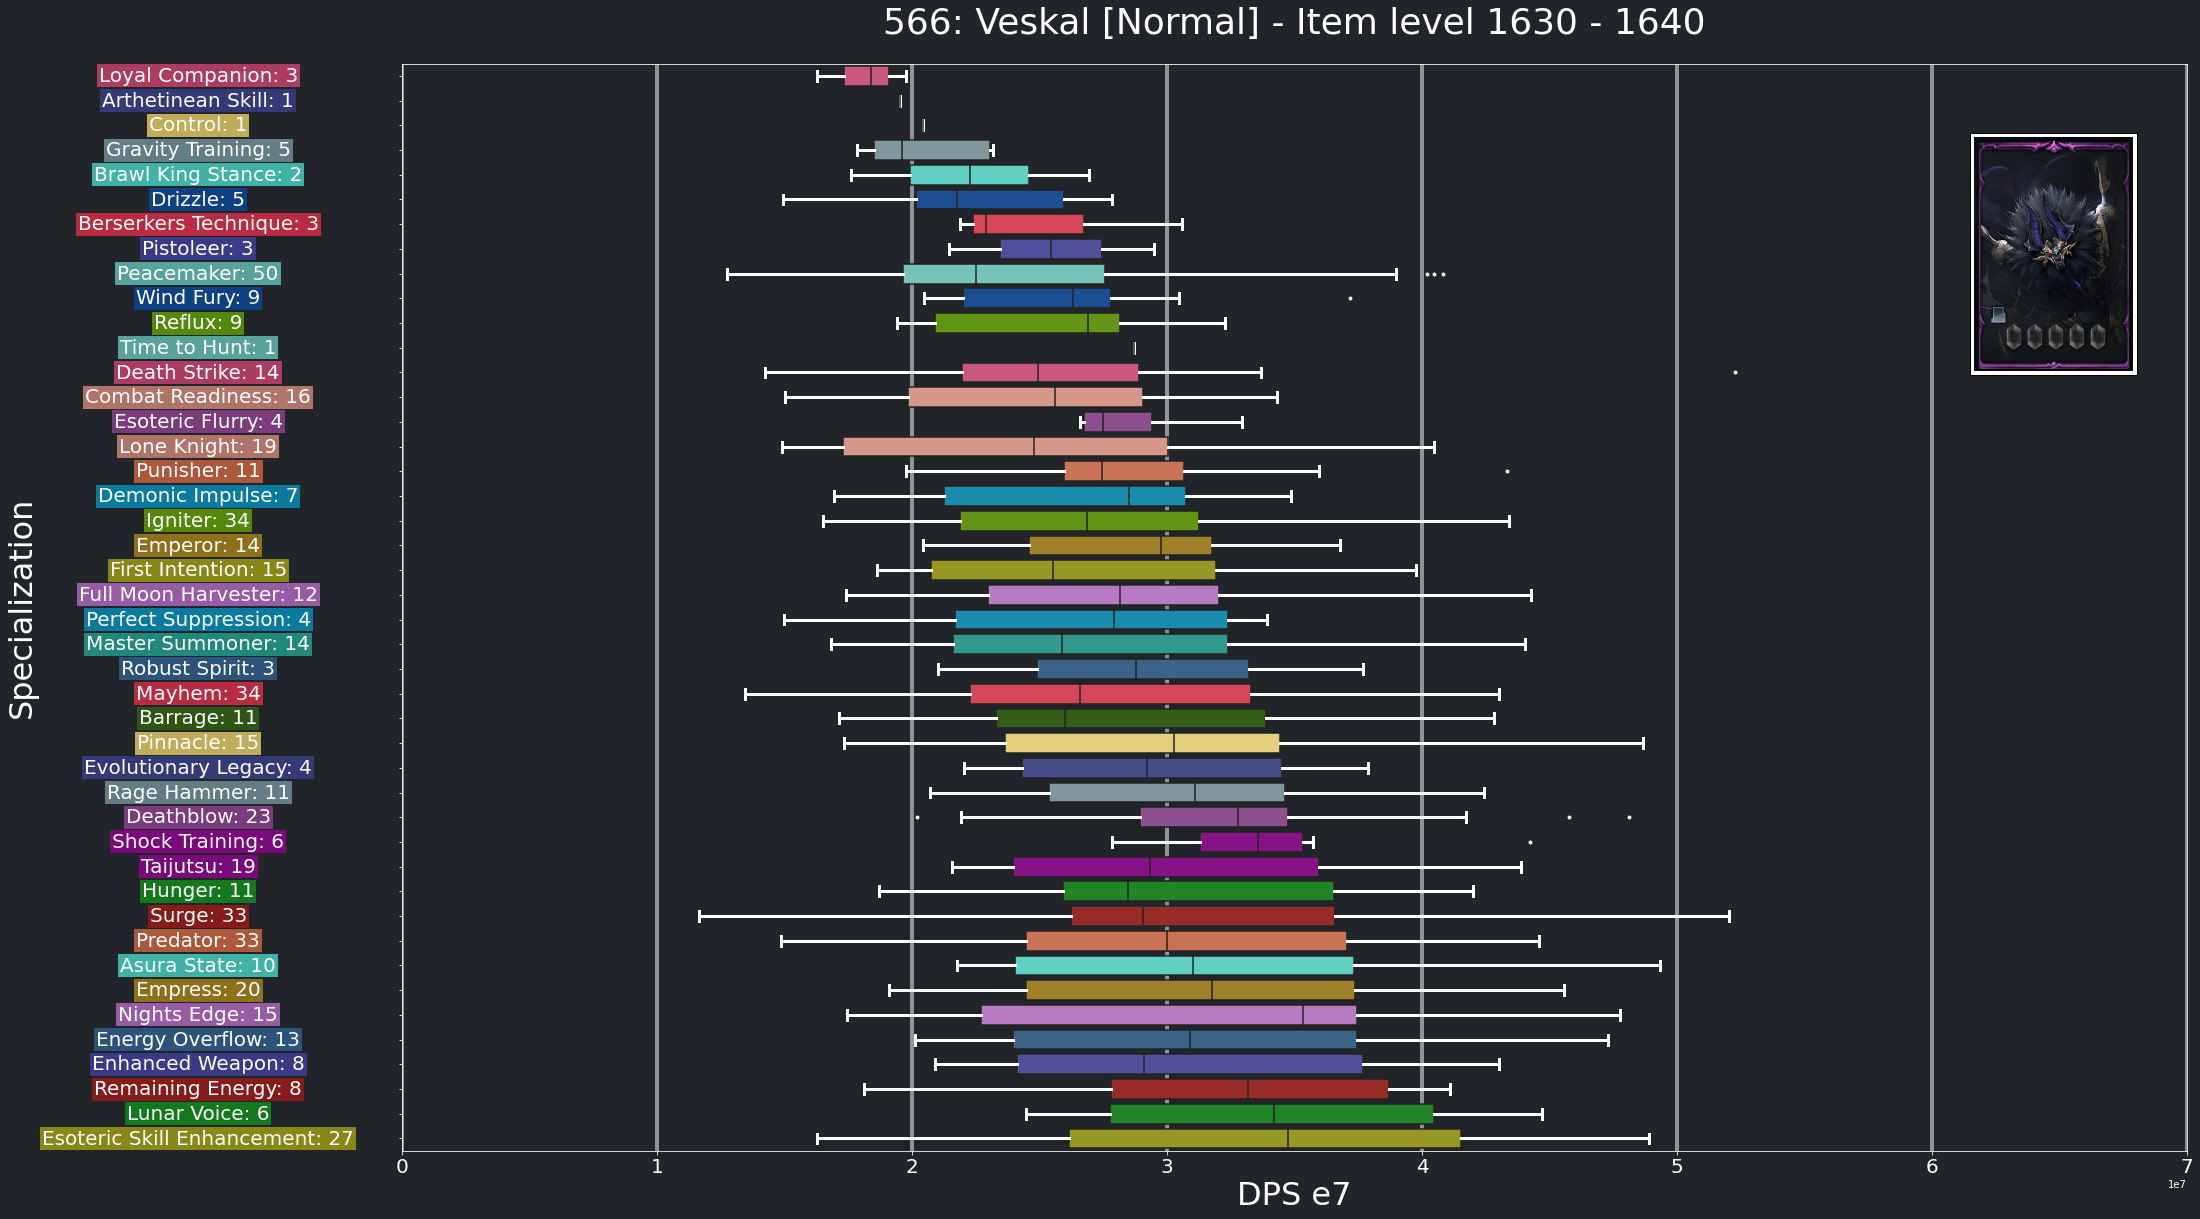 566: Veskal [Normal] - Item level 1630 - 1640
Specialization
Loyal Companion: 3
Arthetinean Skill: 1
Control: 1
Gravity Training: 5
Brawl King Stance: 2
Drizzle: 5
Berserkers Technique: 3
Pistoleer: 3
Peacemaker: 50
Wind Fury: 9
Reflux: 9
Time to Hunt: 1
Death Strike: 14
Combat Readiness: 16
Esoteric Flurry: 4
Lone Knight: 19
Punisher: 11
Demonic Impulse: 7
Igniter: 34
Emperor: 14
First Intention: 15
Full Moon Harvester: 12
Perfect Suppression: 4
Master Summoner: 14
Robust Spirit: 3
Mayhem: 34
Barrage: 11
Pinnacle: 15
Evolutionary Legacy: 4
Rage Hammer: 11
Deathblow: 23
Shock Training: 6
Taijutsu: 19
Hunger: 11
Surge: 33
Predator: 33
Asura State: 10
Empress: 20
Nights Edge: 15
Energy Overflow: 13
Enhanced Weapon: 8
Remaining Energy: 8
Lunar Voice: 6
Esoteric Skill Enhancement: 27
0 1 2 3 4 5 6 7
1e7
DPS e7